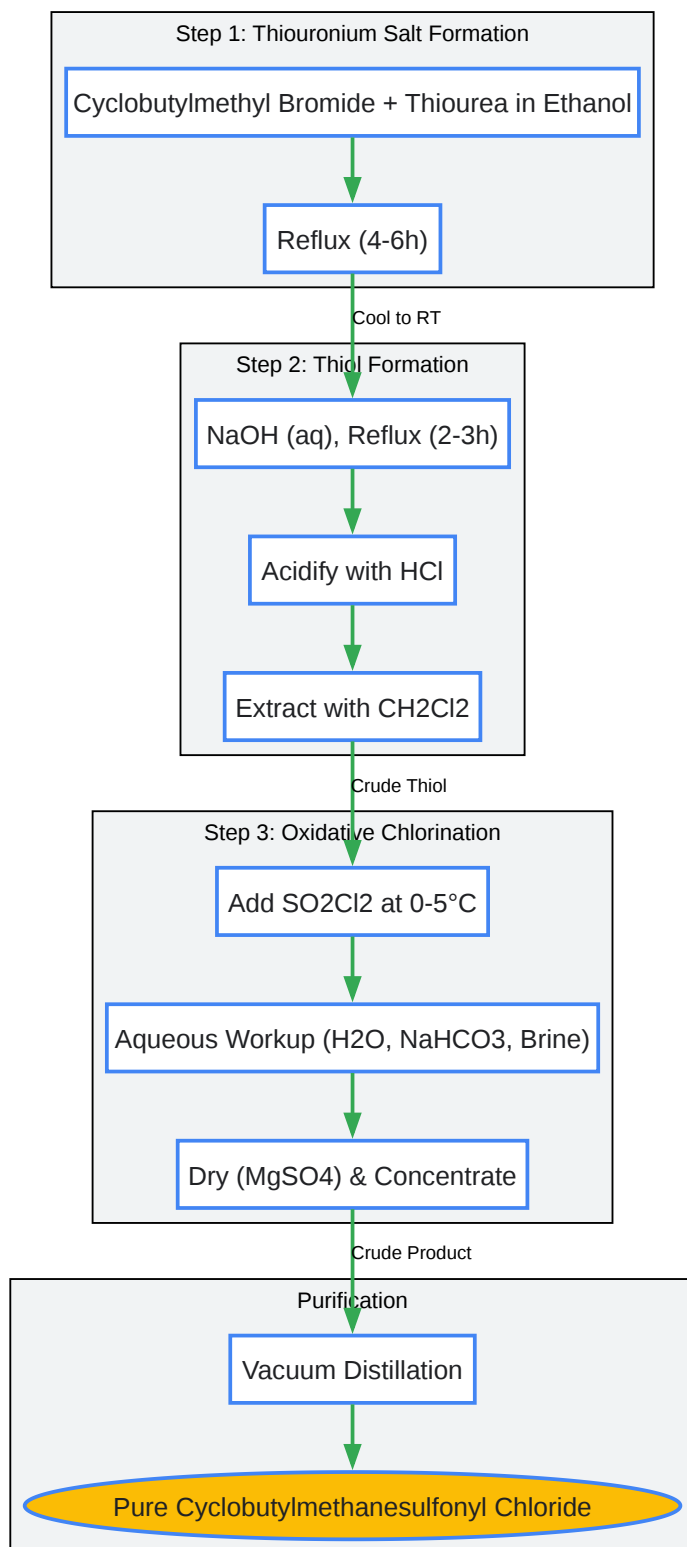 Step 1: Thiouronium Salt Formation
Cyclobutylmethyl Bromide + Thiourea in Ethanol
Reflux (4-6h)
Cool to RT
Step 2: Thiol Formation
NaOH (aq), Reflux (2-3h)
Acidify with HCl
Extract with CH2Cl2
Crude Thiol
Step 3: Oxidative Chlorination
Add SO2Cl2 at 0-5°C
Aqueous Workup (H2O, NaHCO3, Brine)
Dry (MgSO4) & Concentrate
Crude Product
Purification
Vacuum Distillation
Pure Cyclobutylmethanesulfonyl Chloride